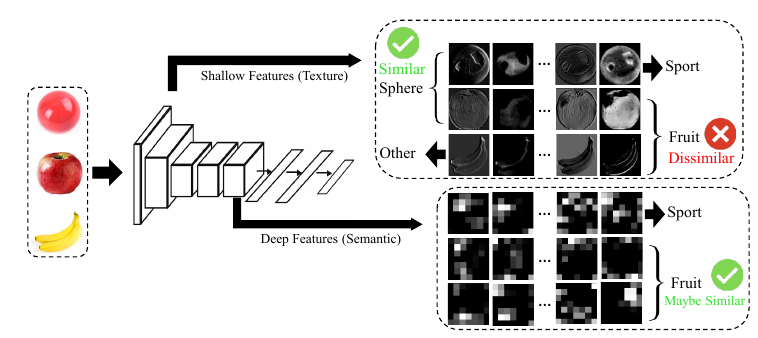 Similar
Sphere
Sport
Shallow Features (Texture)
Other
Fruit
Dissimilar
Deep Features (Semantic)
Sport
Fruit
Maybe Similar
...
...
...
...
...